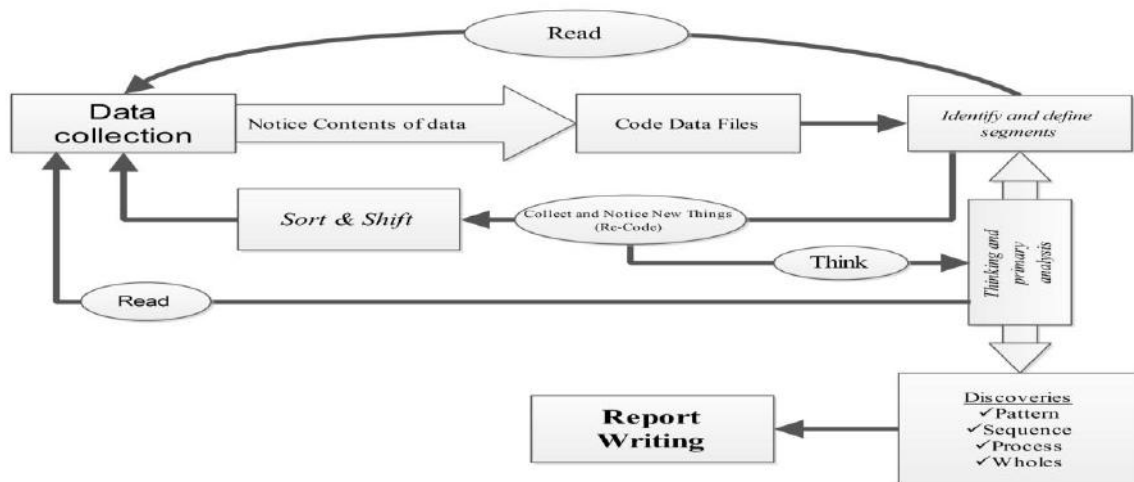 Read
Data
collection
Notice Contents of data
Code Data Files
Identify and define
segments
Sort & Shift
Collect and Notice New Things
(Re-Code)
Think
Thinking and
primary
analysis
Read
Discoveries
✓Pattern
✓Sequence
✓Process
✓Wholes
Report
Writing